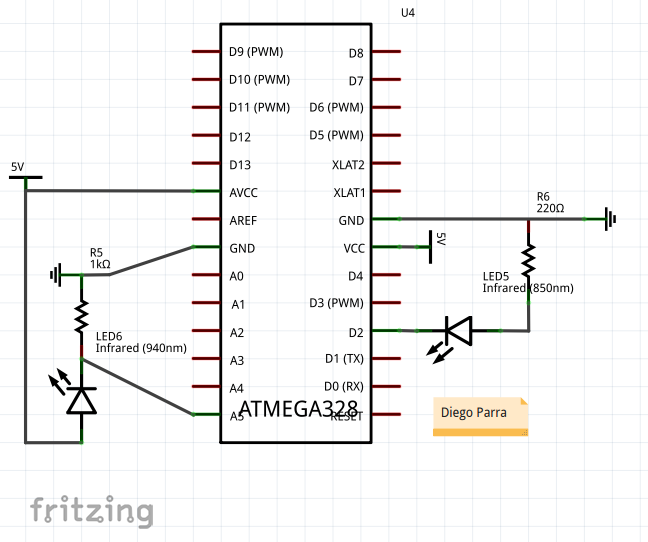 U4
D9 (PWM)
D8
D10 (PWM)
D7
D11 (PWM)
D6 (PWM)
D12
D5 (PWM)
D13
XLAT2
5V
AVCC
XLAT1
AREF
GND
R6
220Ω
GND
VCC
5V
R5
1kΩ
A0
D4
LED5
Infrared (850nm)
A1
D3 (PWM)
A2
D2
LED6
Infrared (940nm)
A3
D1 (TX)
A4
D0 (RX)
A5
ATMEGA328
RESET
Diego Parra
fritzing